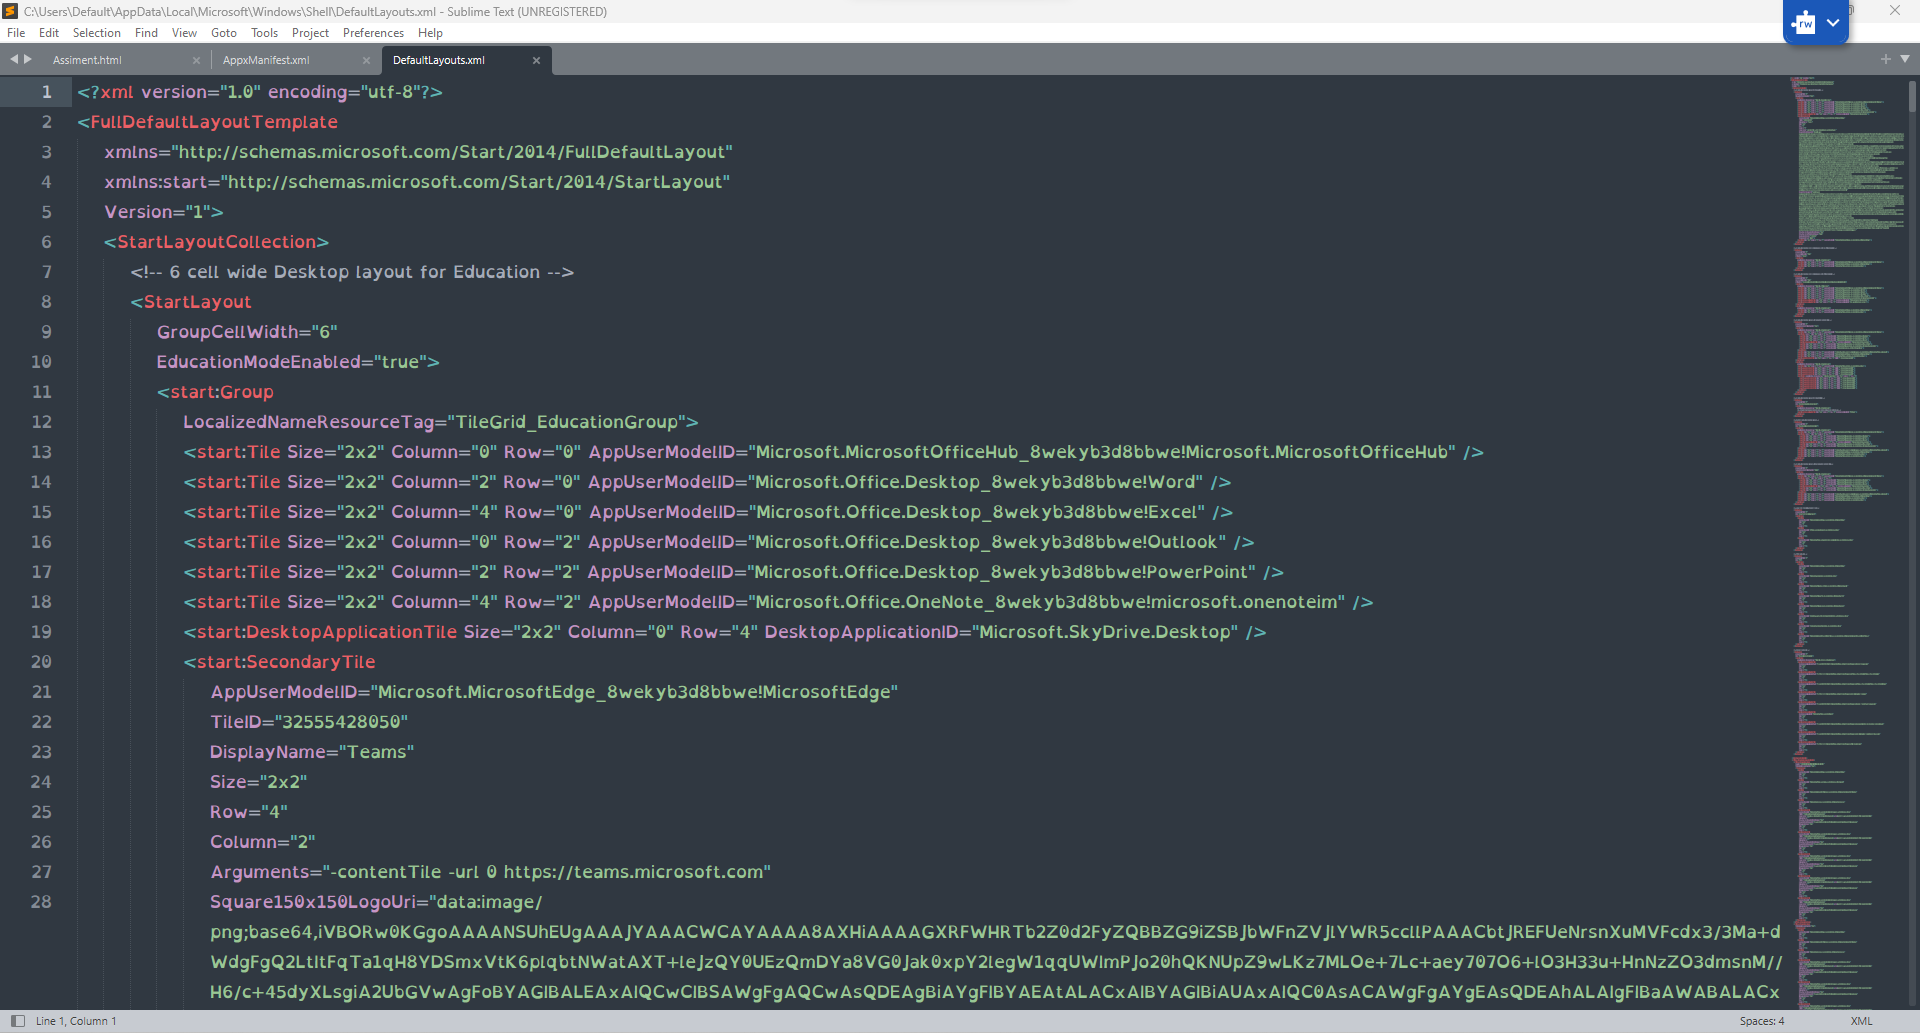 C:\Users\Default\AppData\Local\Microsoft\Windows\Shell\DefaultLayouts.xml - Sublime Text (UNREGISTERED)
rw
File Edit Selection Find View Goto Tools Project Preferences Help
Assiment.html AppxManifest.xml DefaultLayouts.xml
1 <?xml version="1.0" encoding="utf-8"?>
2 <FullDefaultLayoutTemplate
3 xmlns="http://schemas.microsoft.com/Start/2014/FullDefaultLayout"
4 xmlns:start="http://schemas.microsoft.com/Start/2014/StartLayout"
5 Version="1">
6 <StartLayoutCollection>
7 <!-- 6 cell wide Desktop layout for Education -->
8 <StartLayout
9 GroupCellWidth="6"
10 EducationModeEnabled="true">
11 <start:Group
12 LocalizedNameResourceTag="TileGrid_EducationGroup">
13 <start:Tile Size="2x2" Column="0" Row="0" AppUserModelID="Microsoft.MicrosoftOfficeHub_8wekyb3d8bbwe!Microsoft.MicrosoftOfficeHub" />
14 <start:Tile Size="2x2" Column="2" Row="0" AppUserModelID="Microsoft.Office.Desktop_8wekyb3d8bbwe!Word" />
15 <start:Tile Size="2x2" Column="4" Row="0" AppUserModelID="Microsoft.Office.Desktop_8wekyb3d8bbwe!Excel" />
16 <start:Tile Size="2x2" Column="0" Row="2" AppUserModelID="Microsoft.Office.Desktop_8wekyb3d8bbwe!Outlook" />
17 <start:Tile Size="2x2" Column="2" Row="2" AppUserModelID="Microsoft.Office.Desktop_8wekyb3d8bbwe!PowerPoint" />
18 <start:Tile Size="2x2" Column="4" Row="2" AppUserModelID="Microsoft.Office.OneNote_8wekyb3d8bbwe!microsoft.onenoteim" />
19 <start:DesktopApplicationTile Size="2x2" Column="0" Row="4" DesktopApplicationID="Microsoft.SkyDrive.Desktop" />
20 <start:SecondaryTile
21 AppUserModelID="Microsoft.MicrosoftEdge_8wekyb3d8bbwe!MicrosoftEdge"
22 TileID="32555428050"
23 DisplayName="Teams"
24 Size="2x2"
25 Row="4"
26 Column="2"
27 Arguments="-contentTile -url 0 https://teams.microsoft.com"
28 Square150x150LogoUri="data:image/
png;base64,iVBORw0KGgoAAAANSUhEUgAAAJYAAACWCAYAAAA8AXHiAAAAGXRFWHRTb2Z0d2FyZQBBZG9iZSBJbWFnZVJlYWR5ccllPAAACbtJREFUeNrsnXuMVFcdx3/3Ma+d
WdgFgQ2LtItFqTa1qH8YDSmxVtK6plqbtNWatAXT+leJzQY0UEzQmDYa8VG0Jak0xpY2legW1qqUWlmPJo20hQKNUpZ9wLKz7MLOe+7Lc+aey707O6+lO3H33u+HnNzZO3dmsnM//
H6/c+45dyXLsgiA2UbGVwAgFoBYAGIBALEAxAIQCwCIBSAWgFgAQCwAsQDEAgBiAYgFIBYAEAtALACxAIBYAGIBiAUAxAIQC0AsACAWgFgAYgEAsQDEAhALAIgFIBaAWABALACx
Line 1, Column 1 Spaces: 4 XML